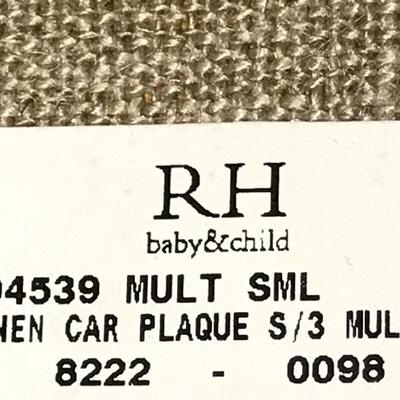 RH
baby&child
04539 MULT SML
NEN CAR PLAQUE S/3 MUL
8222 - 0098